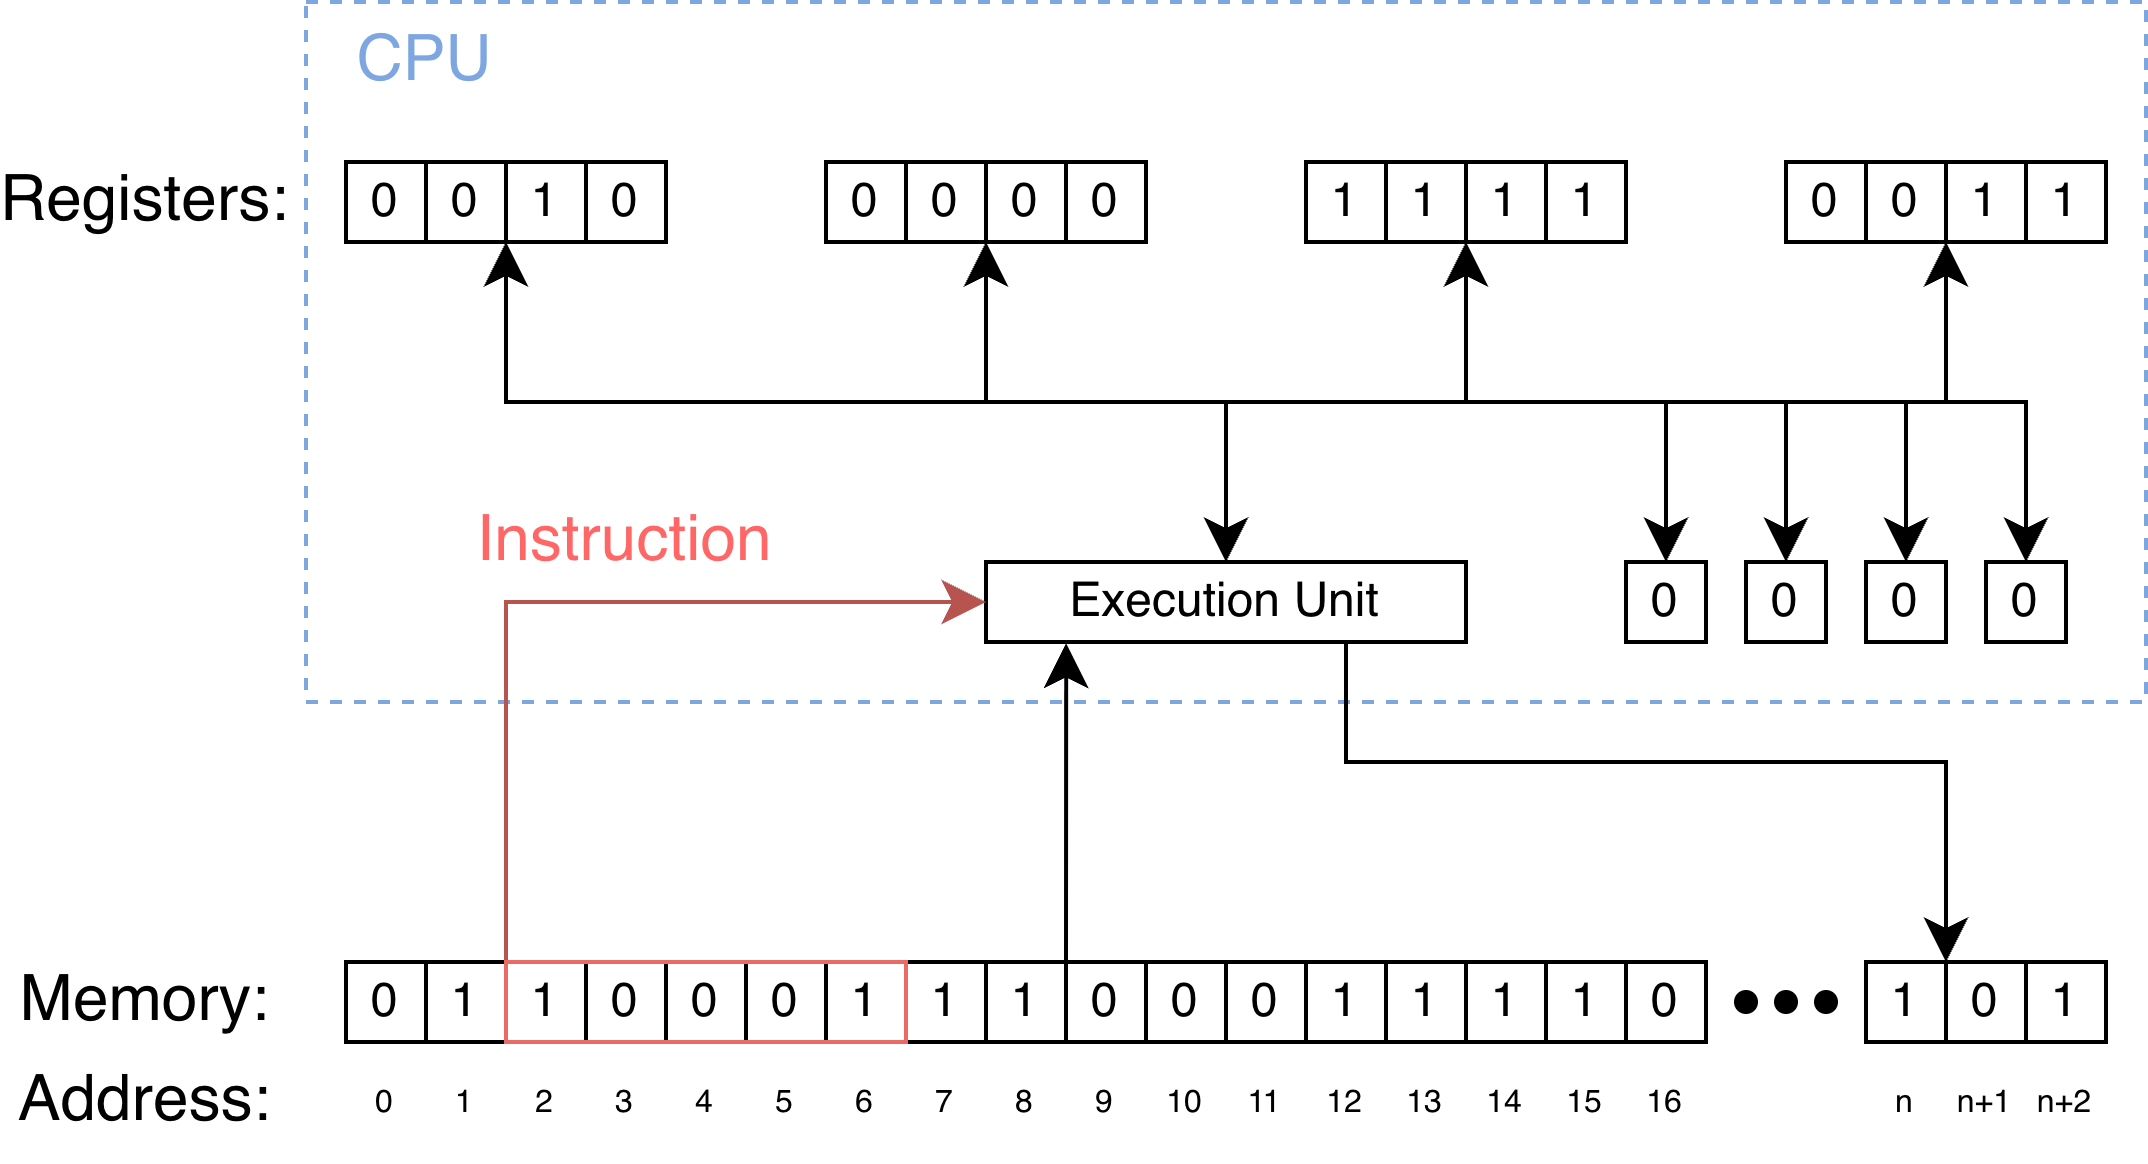 CPU
Registers: 0 0 1 0 0 0 0 0 1 1 1 1 0 0 1 1
Instruction
Execution Unit 0 0 0 0
Memory: 0 1 1 0 0 0 1 1 1 0 0 0 1 1 1 1 0 1 0 1
Address: 0 1 2 3 4 5 6 7 8 9 10 11 12 13 14 15 16 n n+1 n+2